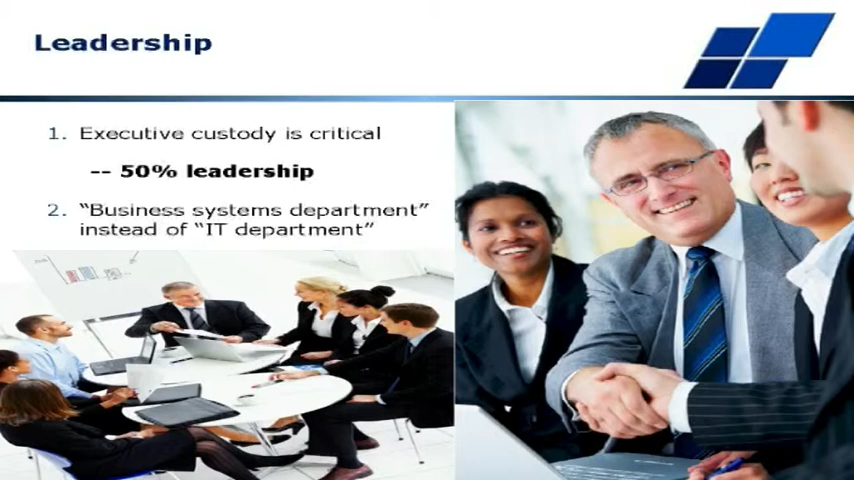 Leadership
1. Executive custody is critical
-- 50% leadership
2. “Business systems department”
instead of “IT department”